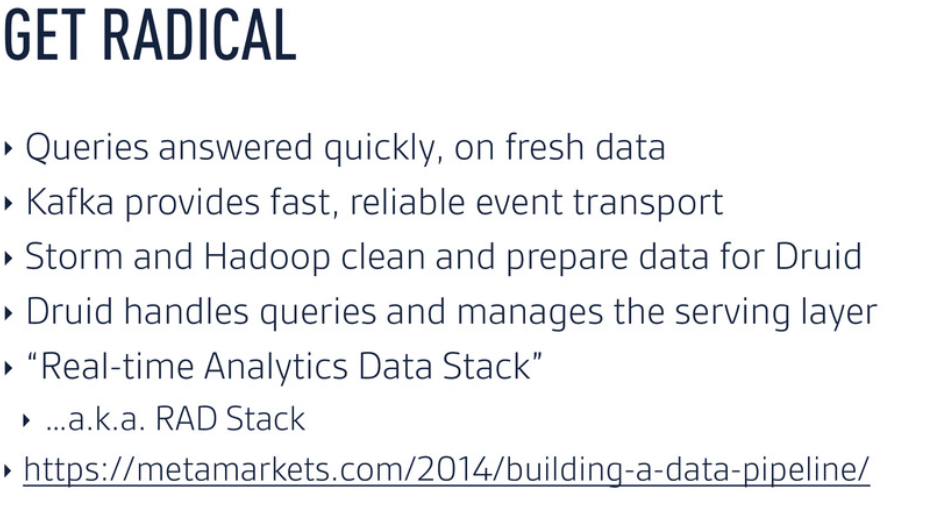 GET RADICAL
‣ Queries answered quickly, on fresh data
‣ Kafka provides fast, reliable event transport
‣ Storm and Hadoop clean and prepare data for Druid
‣ Druid handles queries and manages the serving layer
‣ “Real-time Analytics Data Stack”
‣ …a.k.a. RAD Stack
‣ https://metamarkets.com/2014/building-a-data-pipeline/